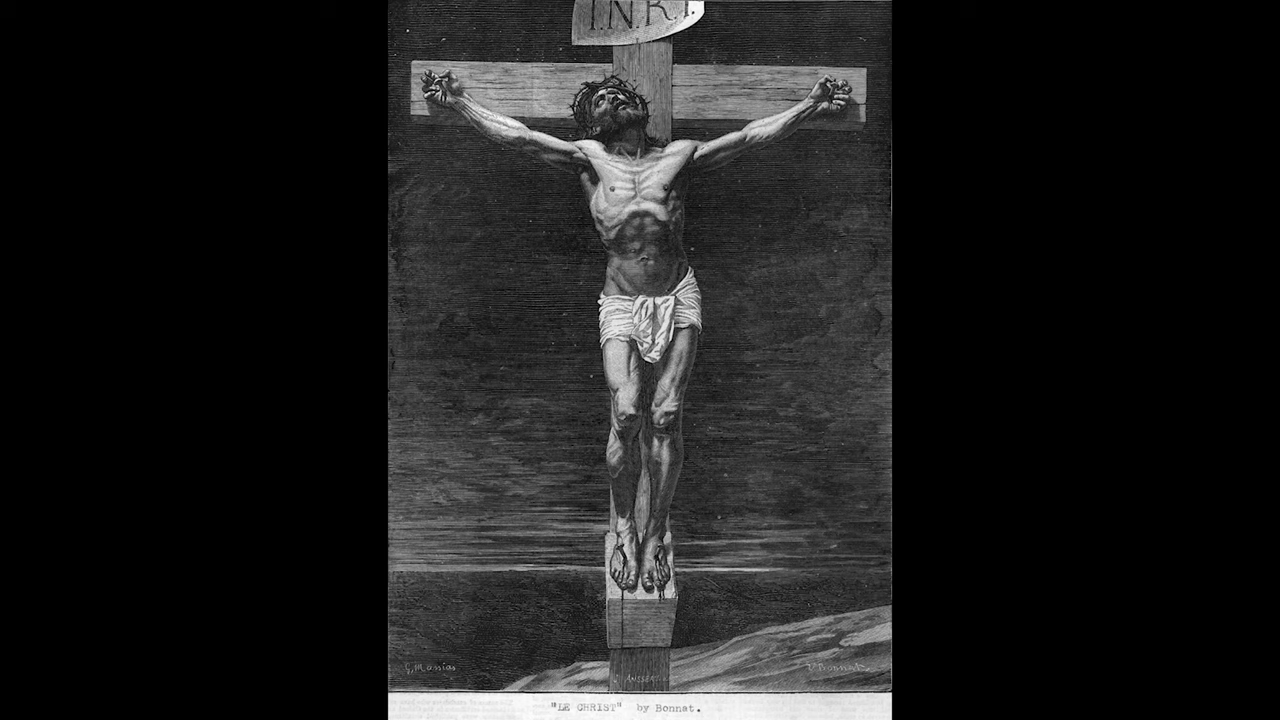 I.N.R.I.
G, Massias
L. Bonnat
"LE CHRIST" by Bonnat.